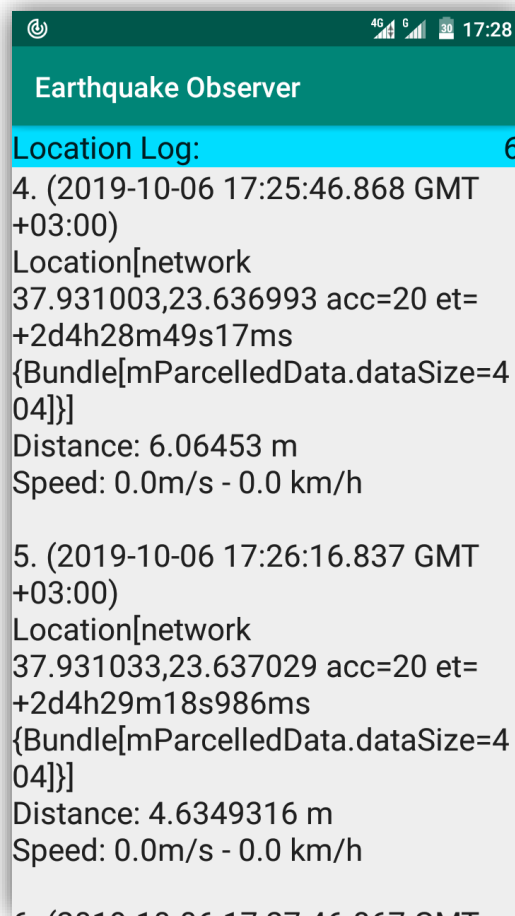 4G G 30 17:28
Earthquake Observer
Location Log: 6
4. (2019-10-06 17:25:46.868 GMT
+03:00)
Location[network
37.931003,23.636993 acc=20 et=
+2d4h28m49s17ms
{Bundle[mParcelledData.dataSize=4
04]}]
Distance: 6.06453 m
Speed: 0.0m/s - 0.0 km/h
5. (2019-10-06 17:26:16.837 GMT
+03:00)
Location[network
37.931033,23.637029 acc=20 et=
+2d4h29m18s986ms
{Bundle[mParcelledData.dataSize=4
04]}]
Distance: 4.6349316 m
Speed: 0.0m/s - 0.0 km/h